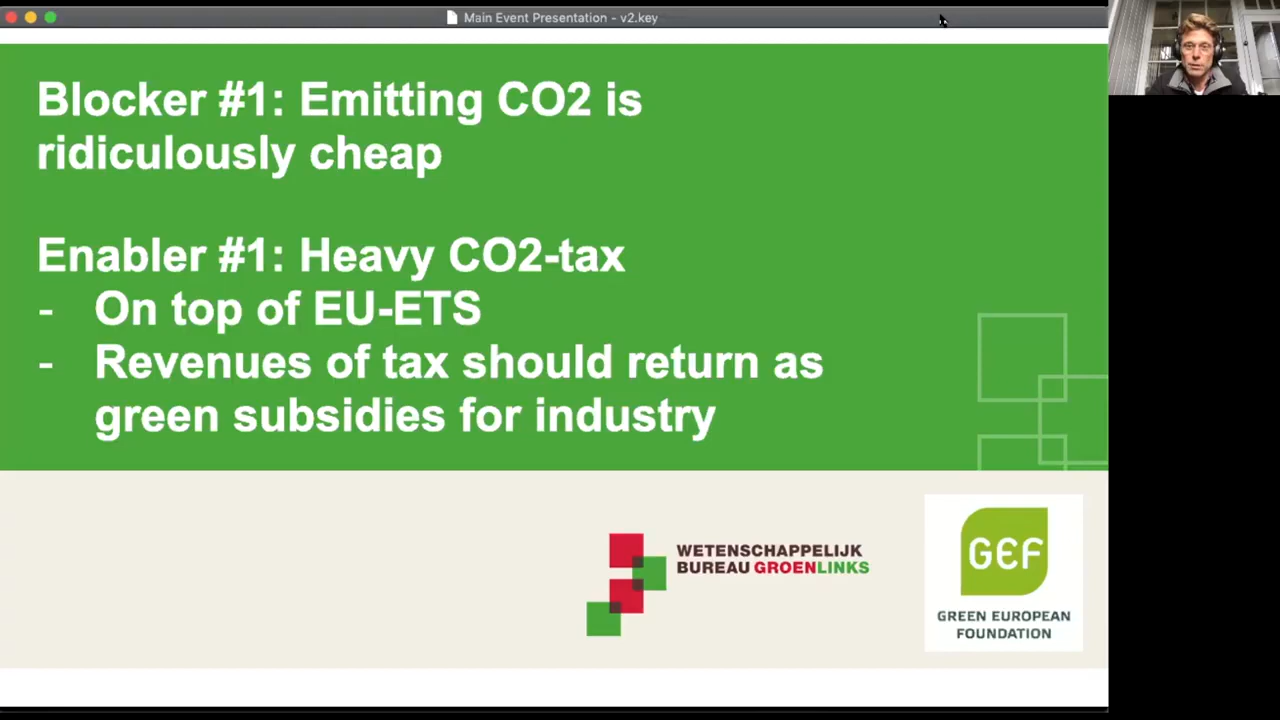 Main Event Presentation - v2.key
Blocker #1: Emitting CO2 is
ridiculously cheap
Enabler #1: Heavy CO2-tax
- On top of EU-ETS
- Revenues of tax should return as
green subsidies for industry
WETENSCHAPPELIJK
BUREAU GROENLINKS
GEF
GREEN EUROPEAN
FOUNDATION